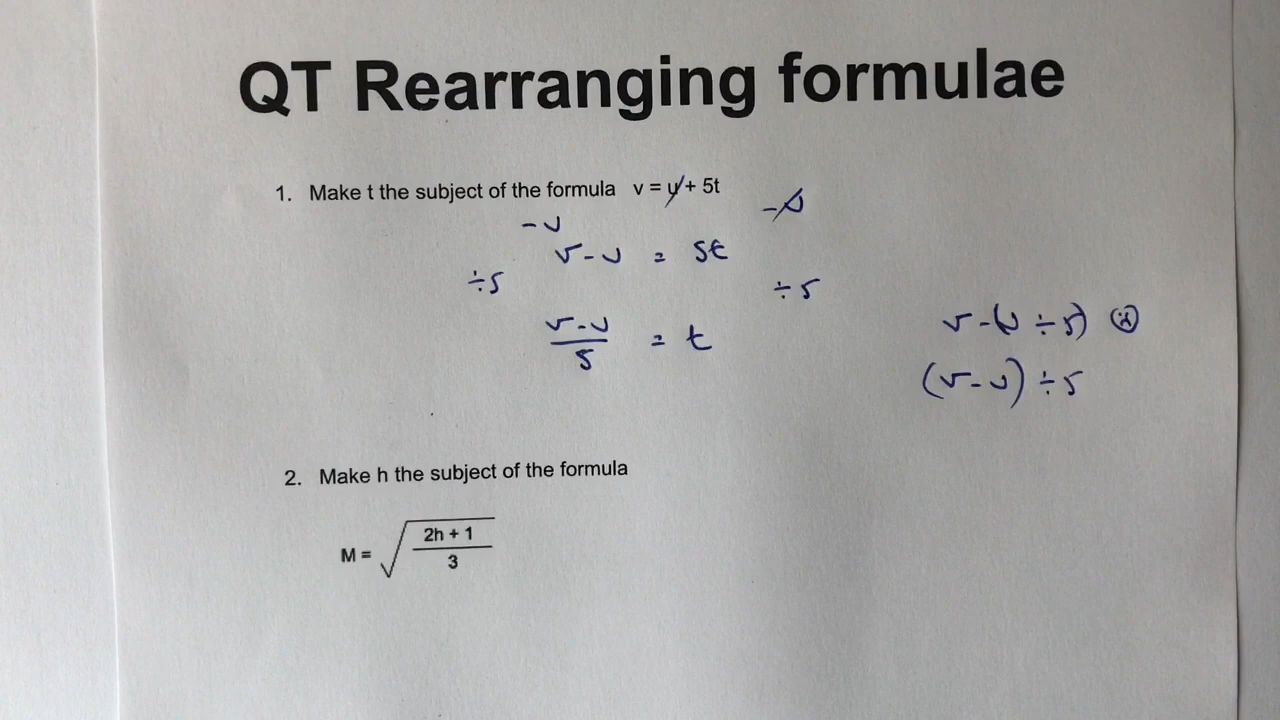 QT Rearranging formulae
1. Make t the subject of the formula v = u + 5t
-u -u
v-u = 5t
÷5 ÷5
v-u
5
= t
v-(u ÷5)
(v-u) ÷5
2. Make h the subject of the formula
M = √
2h + 1
3